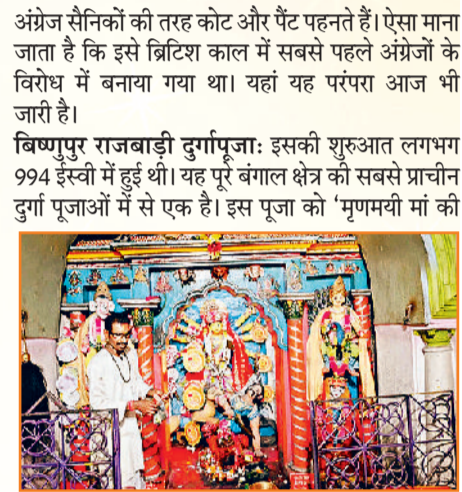 अंग्रेज सैनिकों की तरह कोट और पैंट पहनते हैं। ऐसा माना
जाता है कि इसे ब्रिटिश काल में सबसे पहले अंग्रेजों के
विरोध में बनाया गया था। यहां यह परंपरा आज भी
जारी है।
बिष्णुपुर राजबाड़ी दुर्गापूजा: इसकी शुरुआत लगभग
994 ईस्वी में हुई थी। यह पूरे बंगाल क्षेत्र की सबसे प्राचीन
दुर्गा पूजाओं में से एक है। इस पूजा को ‘मृणमयी मां की